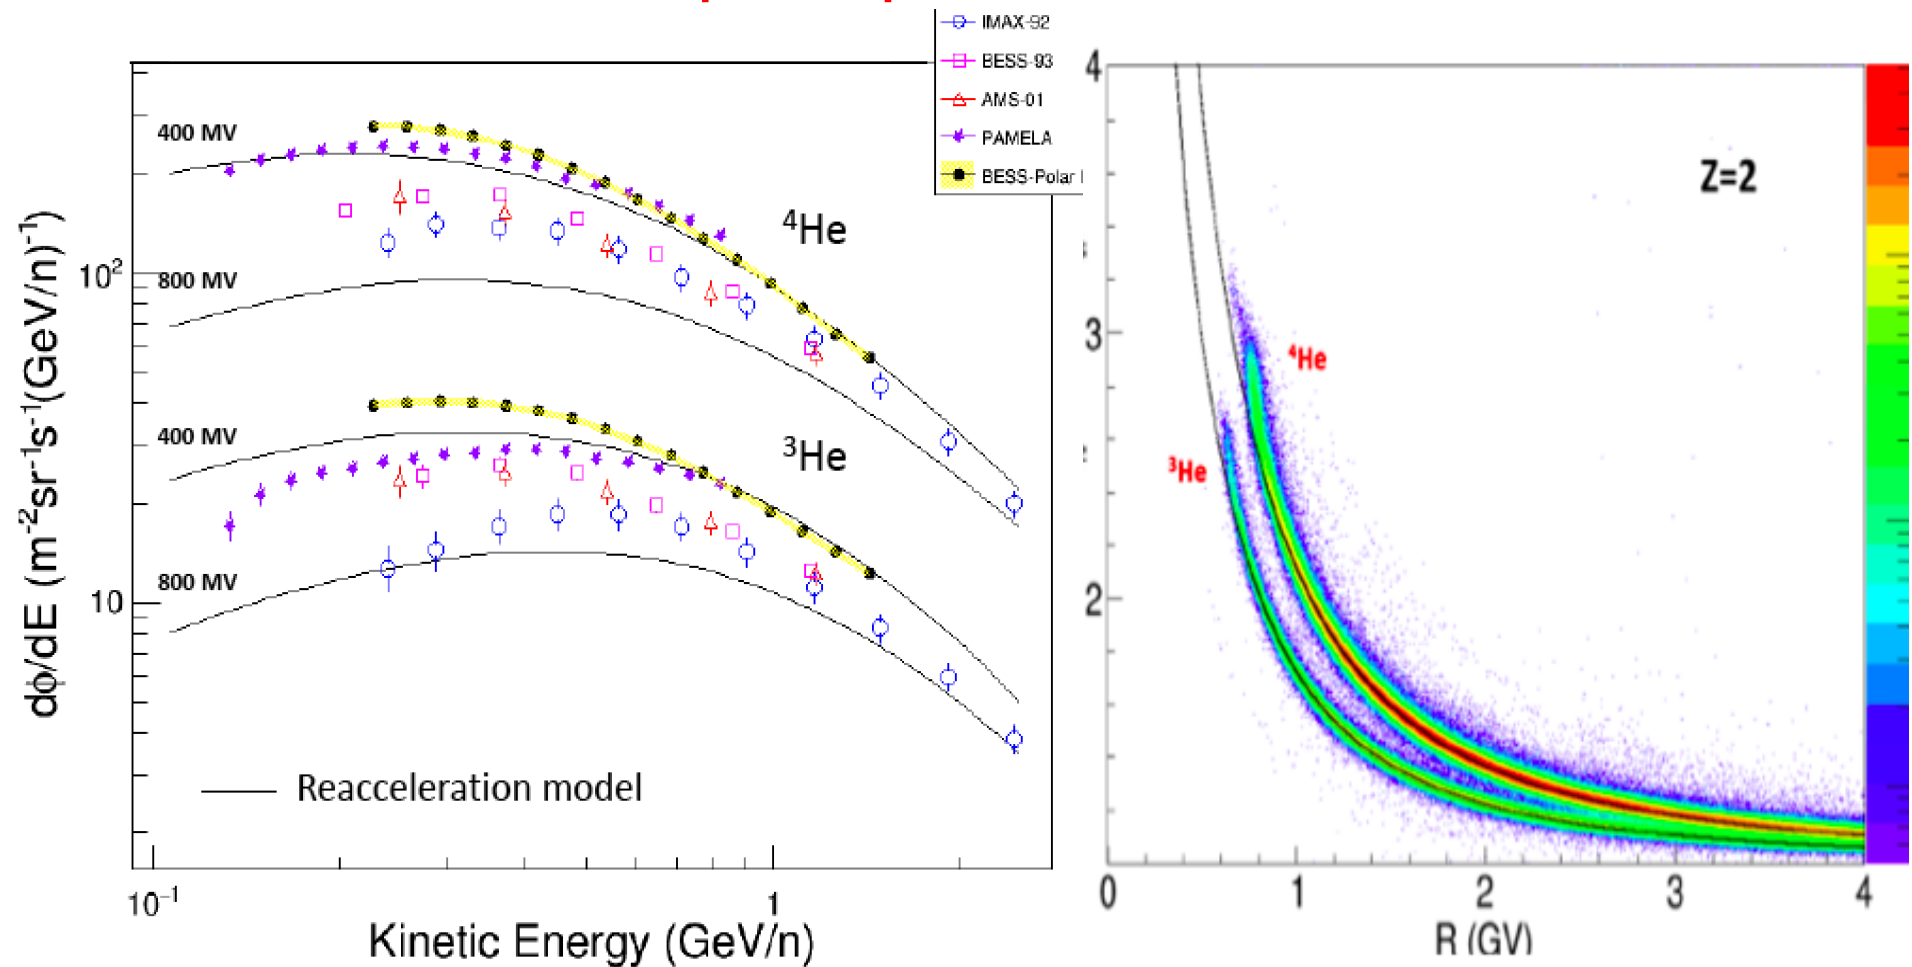 IMAX-92
BESS-93
AMS-01
PAMELA
BESS-Polar
400 MV
⁴He
800 MV
400 MV
³He
800 MV
Reacceleration model
dϕ/dE (m⁻²sr⁻¹s⁻¹(GeV/n)⁻¹)
10²
10
10⁻¹
1
Kinetic Energy (GeV/n)
Z=2
⁴He
³He
4
3
2
0
1
2
3
4
R (GV)